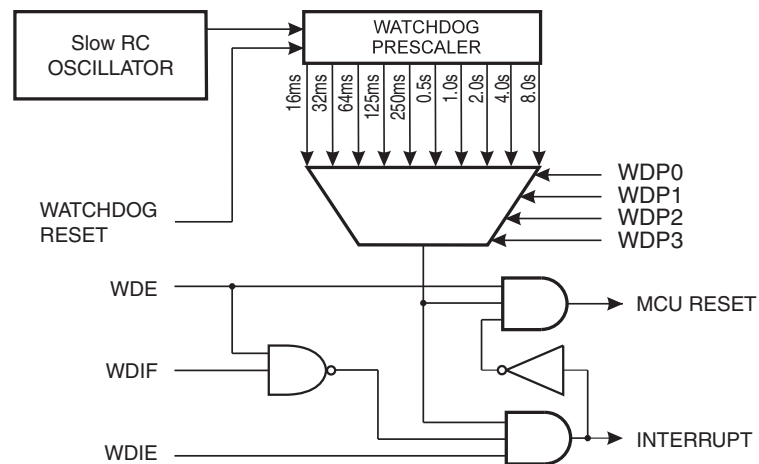 Slow RC
OSCILLATOR
WATCHDOG
PRESCALER
16ms
32ms
64ms
125ms
250ms
0.5s
1.0s
2.0s
4.0s
8.0s
WDP0
WDP1
WDP2
WDP3
WATCHDOG
RESET
WDE
MCU RESET
WDIF
INTERRUPT
WDIE